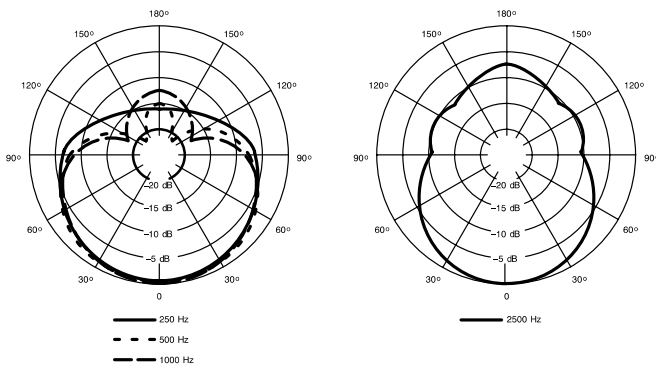 180° 180°
150° 150° 150° 150°
120° 120° 120° 120°
90° 90° 90° 90°
–20 dB –20 dB
–15 dB –15 dB
60° 60° 60° 60°
–10 dB –10 dB
–5 dB –5 dB
30° 30° 30° 30°
0 0
250 Hz 2500 Hz
500 Hz
1000 Hz